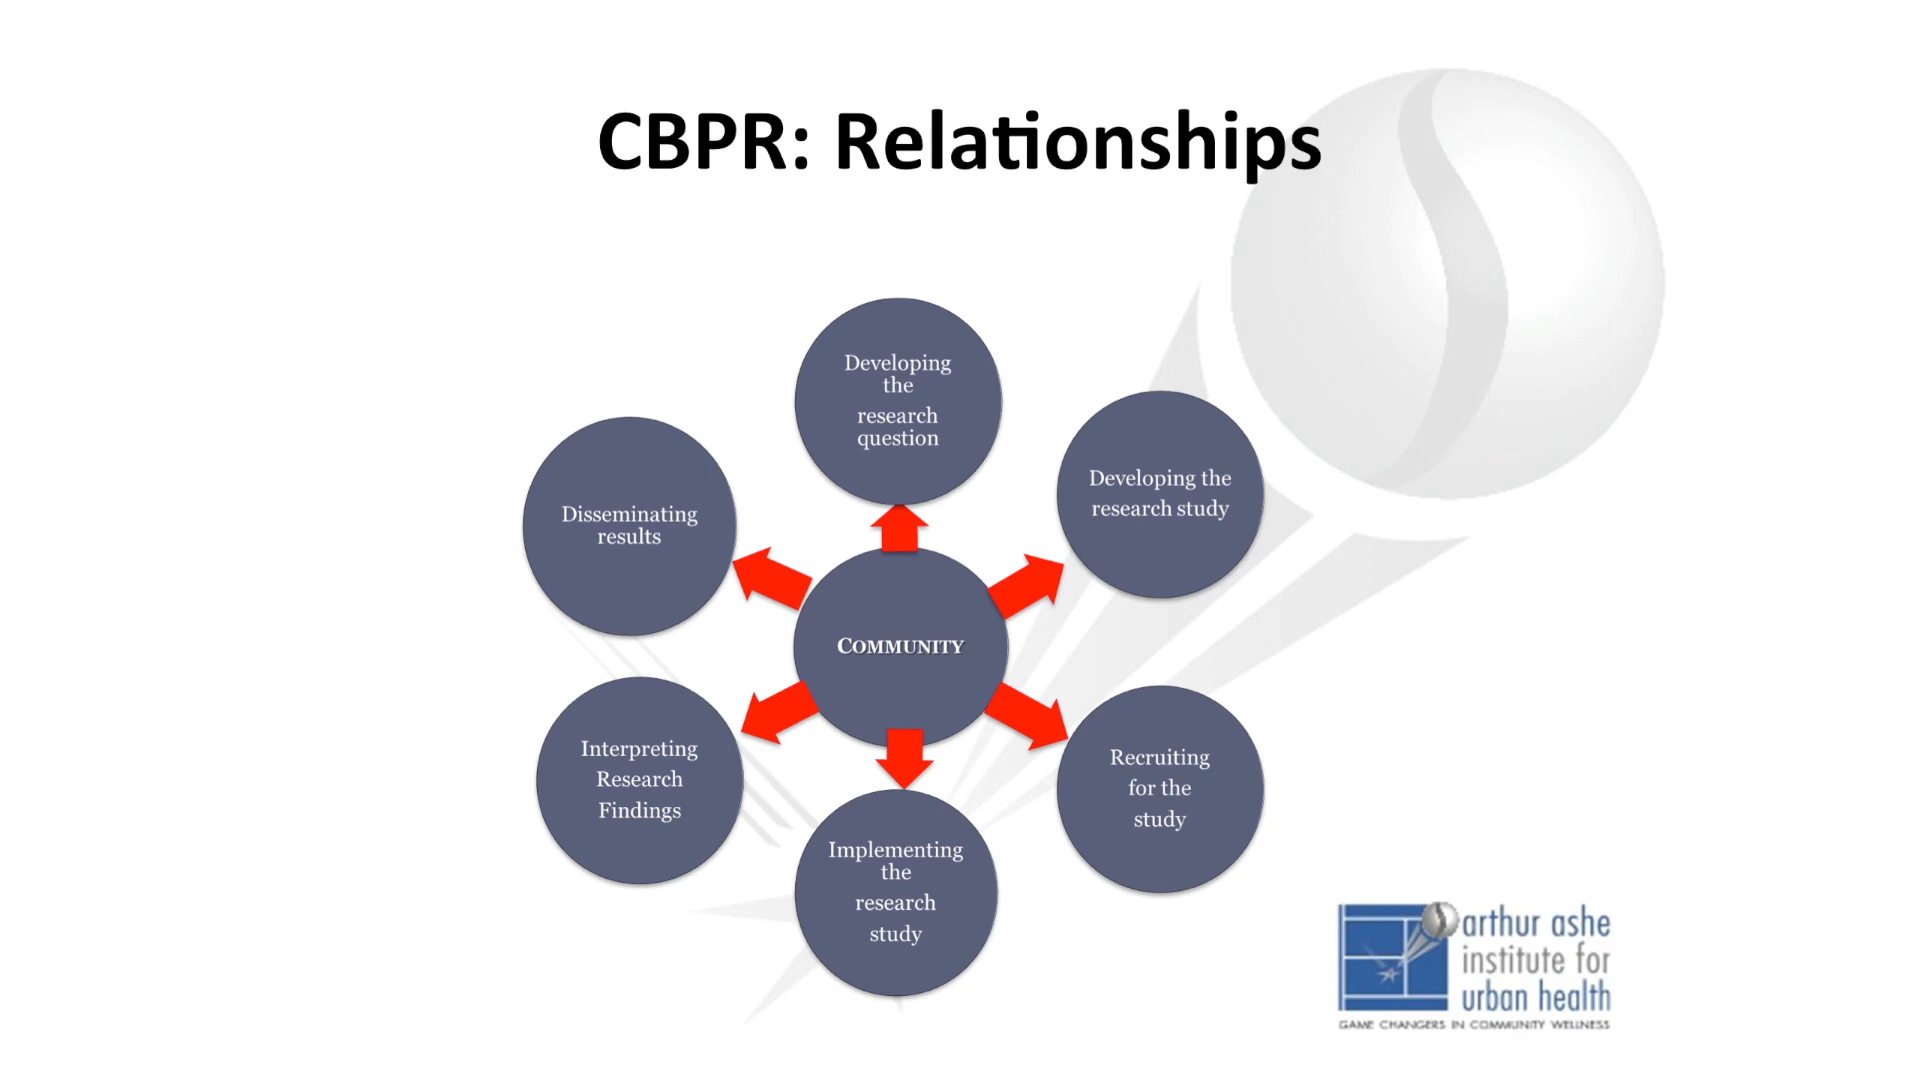 CBPR: Relationships
Developing
the
research
question
Developing the
research study
Disseminating
results
COMMUNITY
Interpreting
Research
Findings
Recruiting
for the
study
Implementing
the
research
study
arthur ashe
institute for
urban health
GAME CHANGERS IN COMMUNITY WELLNESS